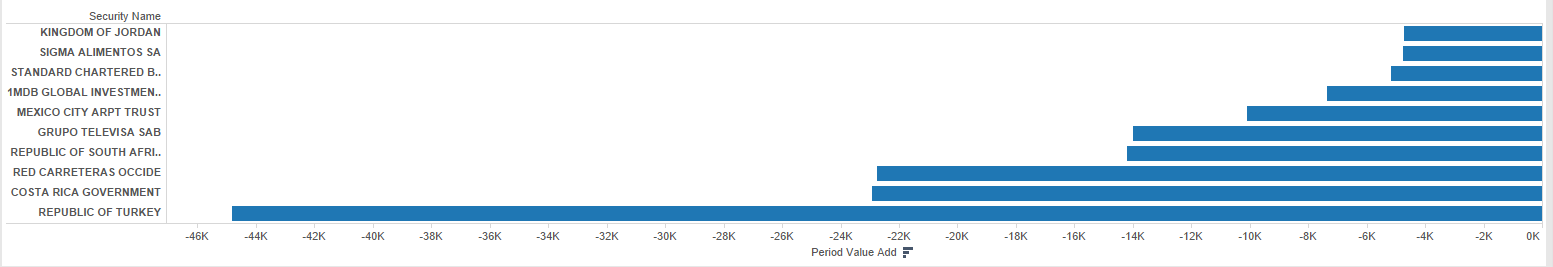 Security Name
KINGDOM OF JORDAN
SIGMA ALIMENTOS SA
STANDARD CHARTERED B..
1MDB GLOBAL INVESTMEN..
MEXICO CITY ARPT TRUST
GRUPO TELEVISA SAB
REPUBLIC OF SOUTH AFRI..
RED CARRETERAS OCCIDE
COSTA RICA GOVERNMENT
REPUBLIC OF TURKEY
-46K -44K -42K -40K -38K -36K -34K -32K -30K -28K -26K -24K -22K -20K -18K -16K -14K -12K -10K -8K -6K -4K -2K 0K
Period Value Add